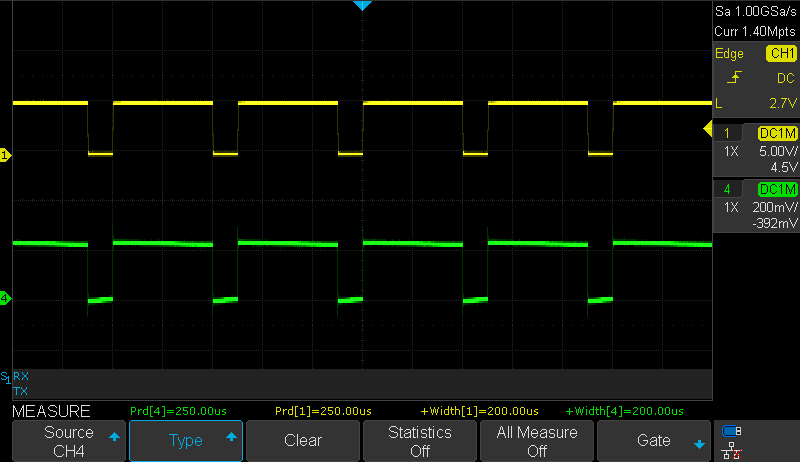 Sa 1.00GSa/s
Curr 1.40Mpts
Edge CH1
DC
L 2.7V
1 DC1M
1X 5.00V/
4.5V
4 DC1M
1X 200mV/
-392mV
1
4
S1 RX
TX
MEASURE Prd[4]=250.00us Prd[1]=250.00us +Width[1]=200.00us +Width[4]=200.00us
Source
CH4
Type
Clear
Statistics
Off
All Measure
Off
Gate